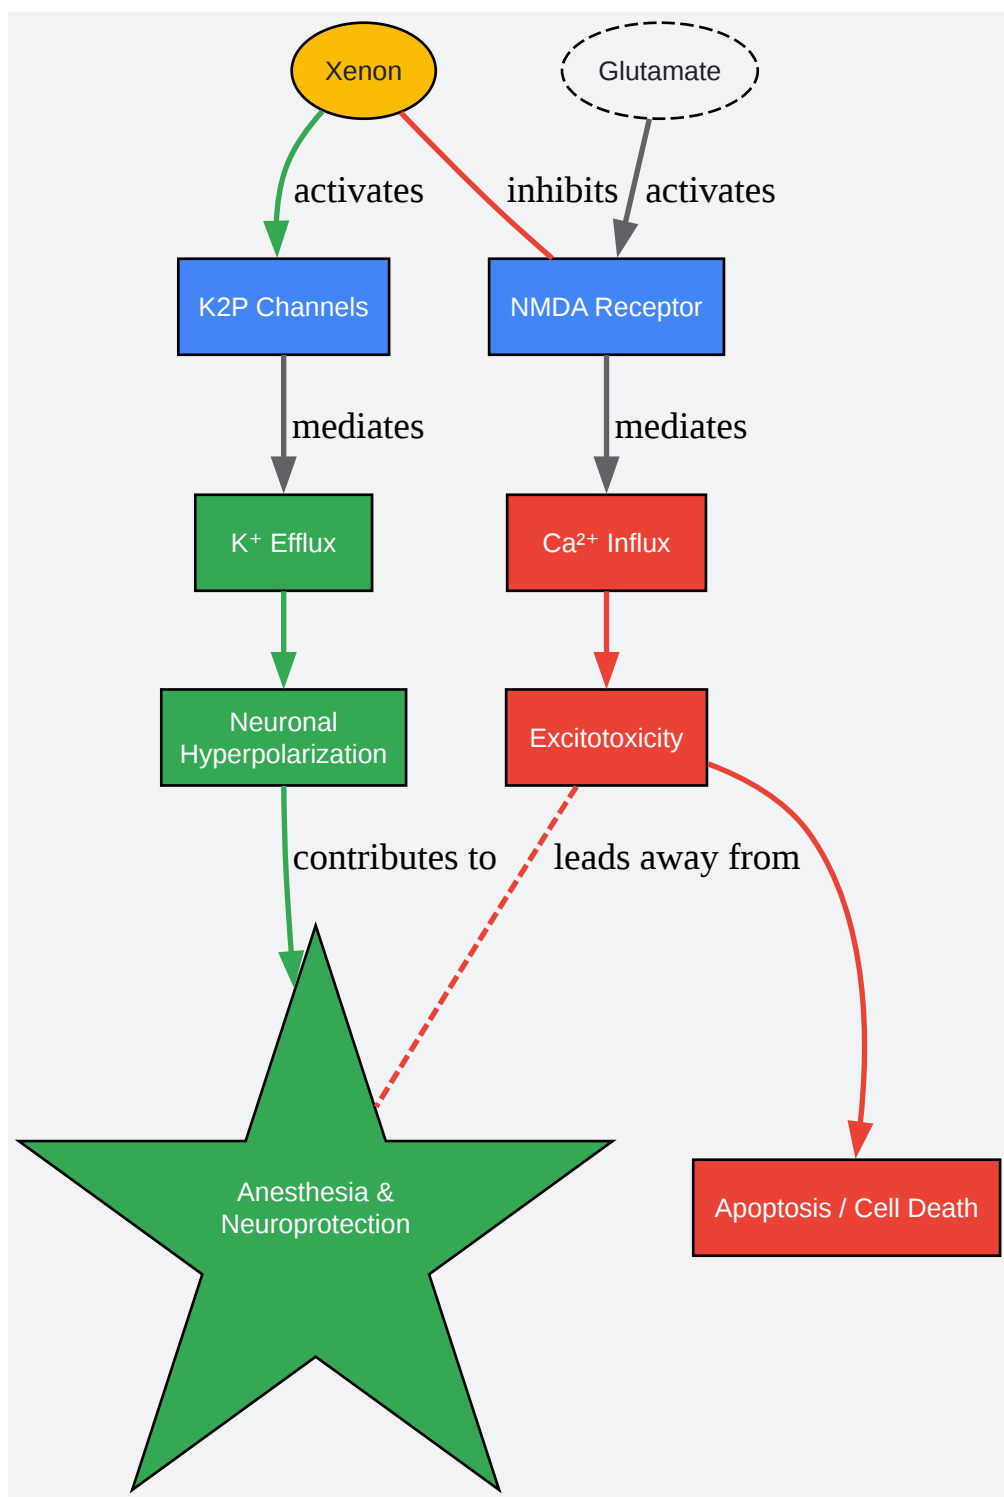 Xenon
Glutamate
activates
inhibits
activates
K2P Channels
NMDA Receptor
mediates
mediates
K⁺ Efflux
Ca²⁺ Influx
Neuronal
Hyperpolarization
Excitotoxicity
contributes to
leads away from
Anesthesia &
Neuroprotection
Apoptosis / Cell Death